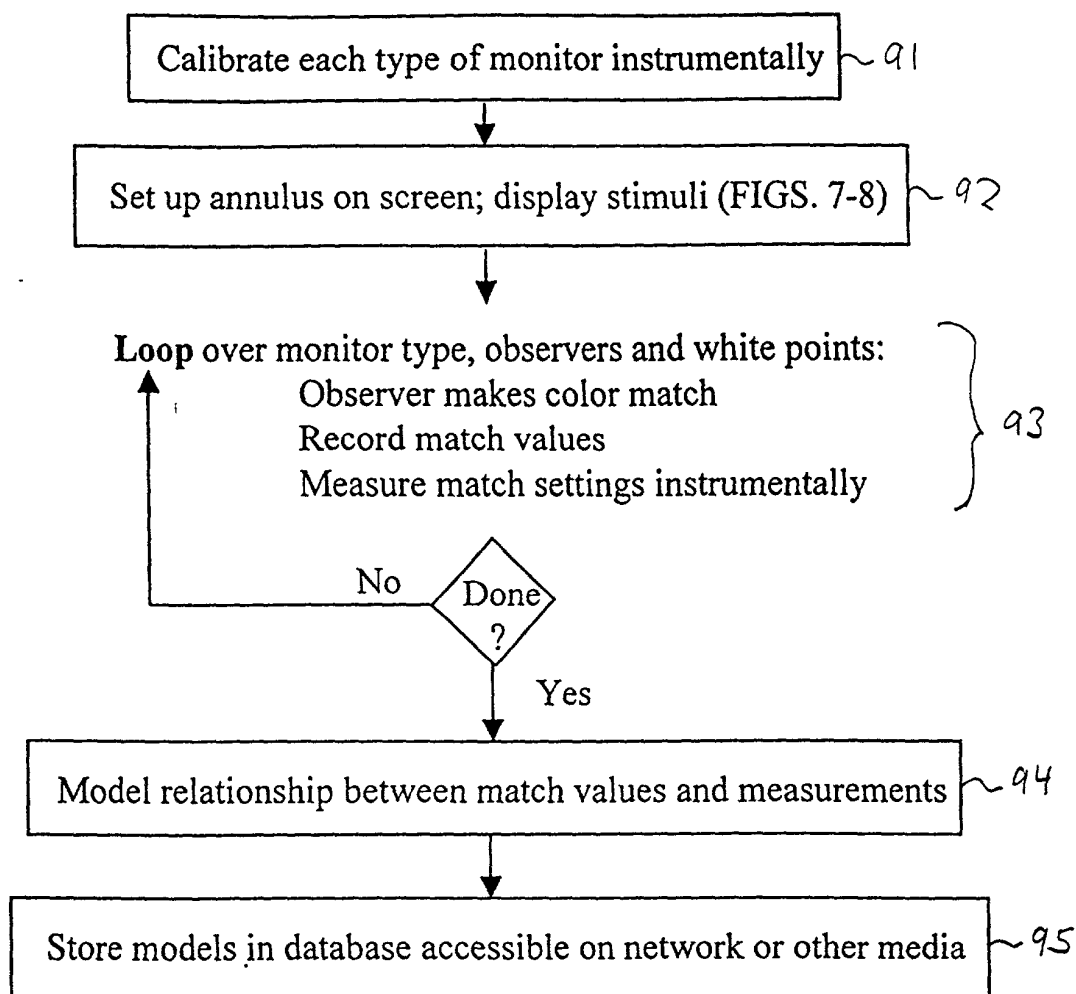 Calibrate each type of monitor instrumentally 91
Set up annulus on screen; display stimuli (FIGS. 7-8) 92
Loop over monitor type, observers and white points:
Observer makes color match
Record match values
Measure match settings instrumentally
93
No
Done
?
Yes
Model relationship between match values and measurements 94
Store models in database accessible on network or other media 95